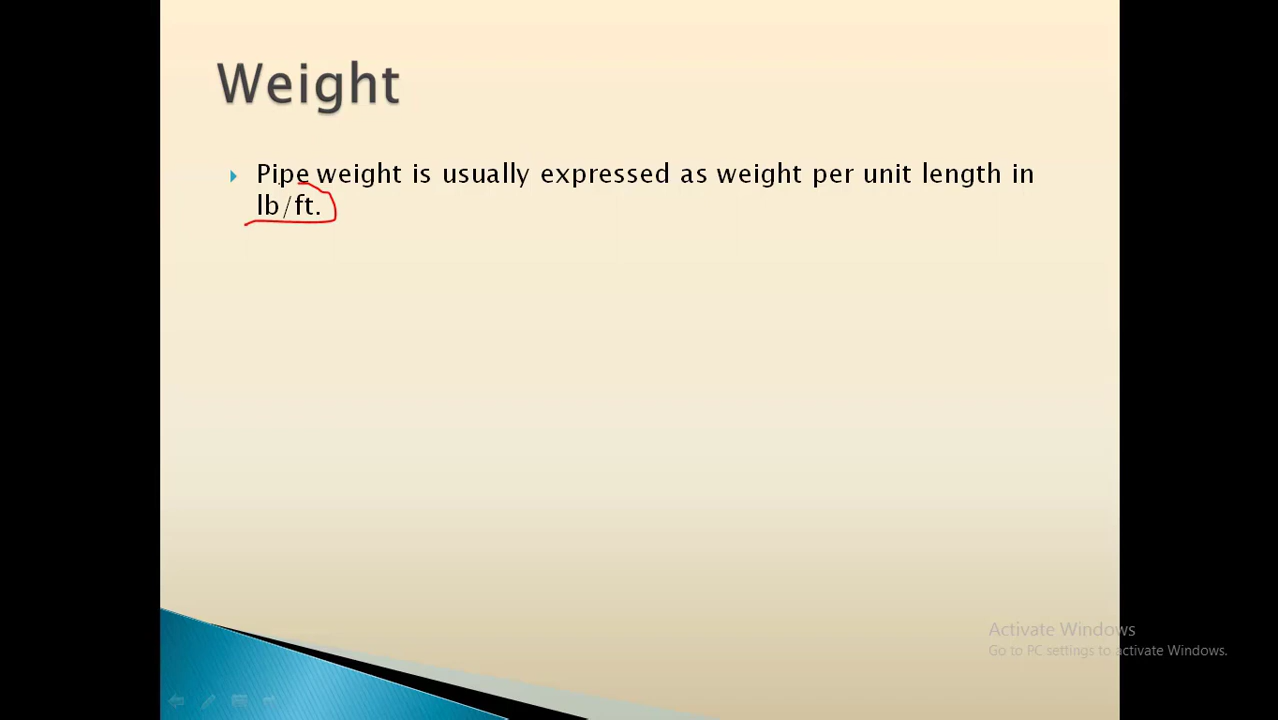 Weight
Pipe weight is usually expressed as weight per unit length in
lb/ft.
Activate Windows
Go to PC settings to activate Windows.